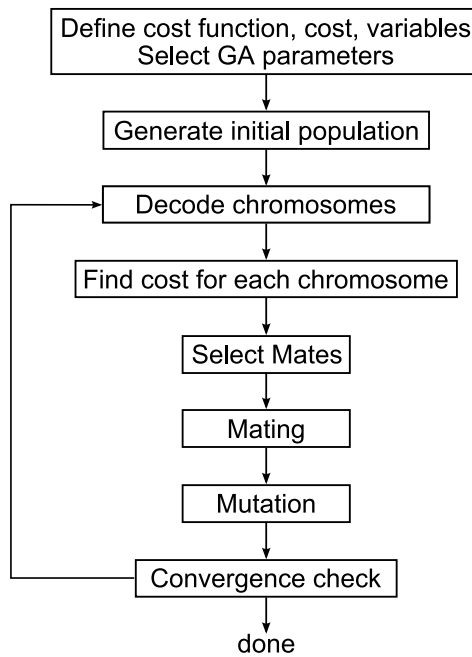 Define cost function, cost, variables
Select GA parameters
Generate initial population
Decode chromosomes
Find cost for each chromosome
Select Mates
Mating
Mutation
Convergence check
done